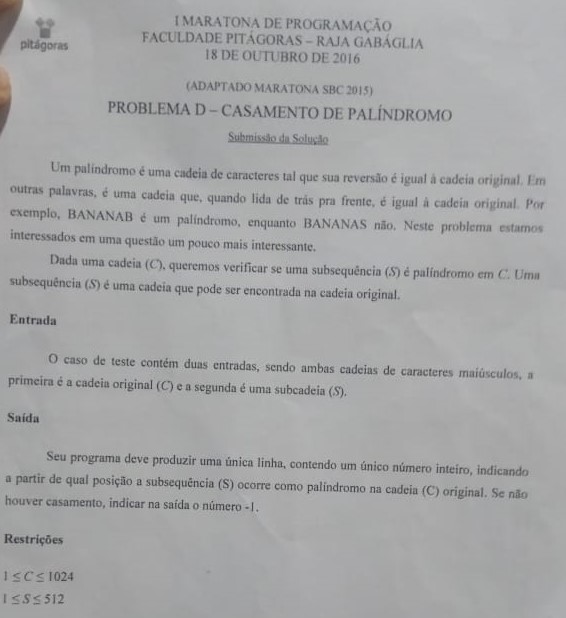 pitágoras
I MARATONA DE PROGRAMAÇÃO
FACULDADE PITÁGORAS – RAJA GABÁGLIA
18 DE OUTUBRO DE 2016
(ADAPTADO MARATONA SBC 2015)
PROBLEMA D – CASAMENTO DE PALÍNDROMO
Submissão da Solução
Um palíndromo é uma cadeia de caracteres tal que sua reversão é igual à cadeia original. Em
outras palavras, é uma cadeia que, quando lida de trás pra frente, é igual à cadeia original. Por
exemplo, BANANAB é um palíndromo, enquanto BANANAS não. Neste problema estamos
interessados em uma questão um pouco mais interessante.
Dada uma cadeia (C), queremos verificar se uma subsequência (S) é palíndromo em C. Uma
subsequência (S) é uma cadeia que pode ser encontrada na cadeia original.
Entrada
O caso de teste contém duas entradas, sendo ambas cadeias de caracteres maiúsculos, a
primeira é a cadeia original (C) e a segunda é uma subcadeia (S).
Saída
Seu programa deve produzir uma única linha, contendo um único número inteiro, indicando
a partir de qual posição a subsequência (S) ocorre como palíndromo na cadeia (C) original. Se não
houver casamento, indicar na saída o número -1.
Restrições
1 ≤ C ≤ 1024
1 ≤ S ≤ 512